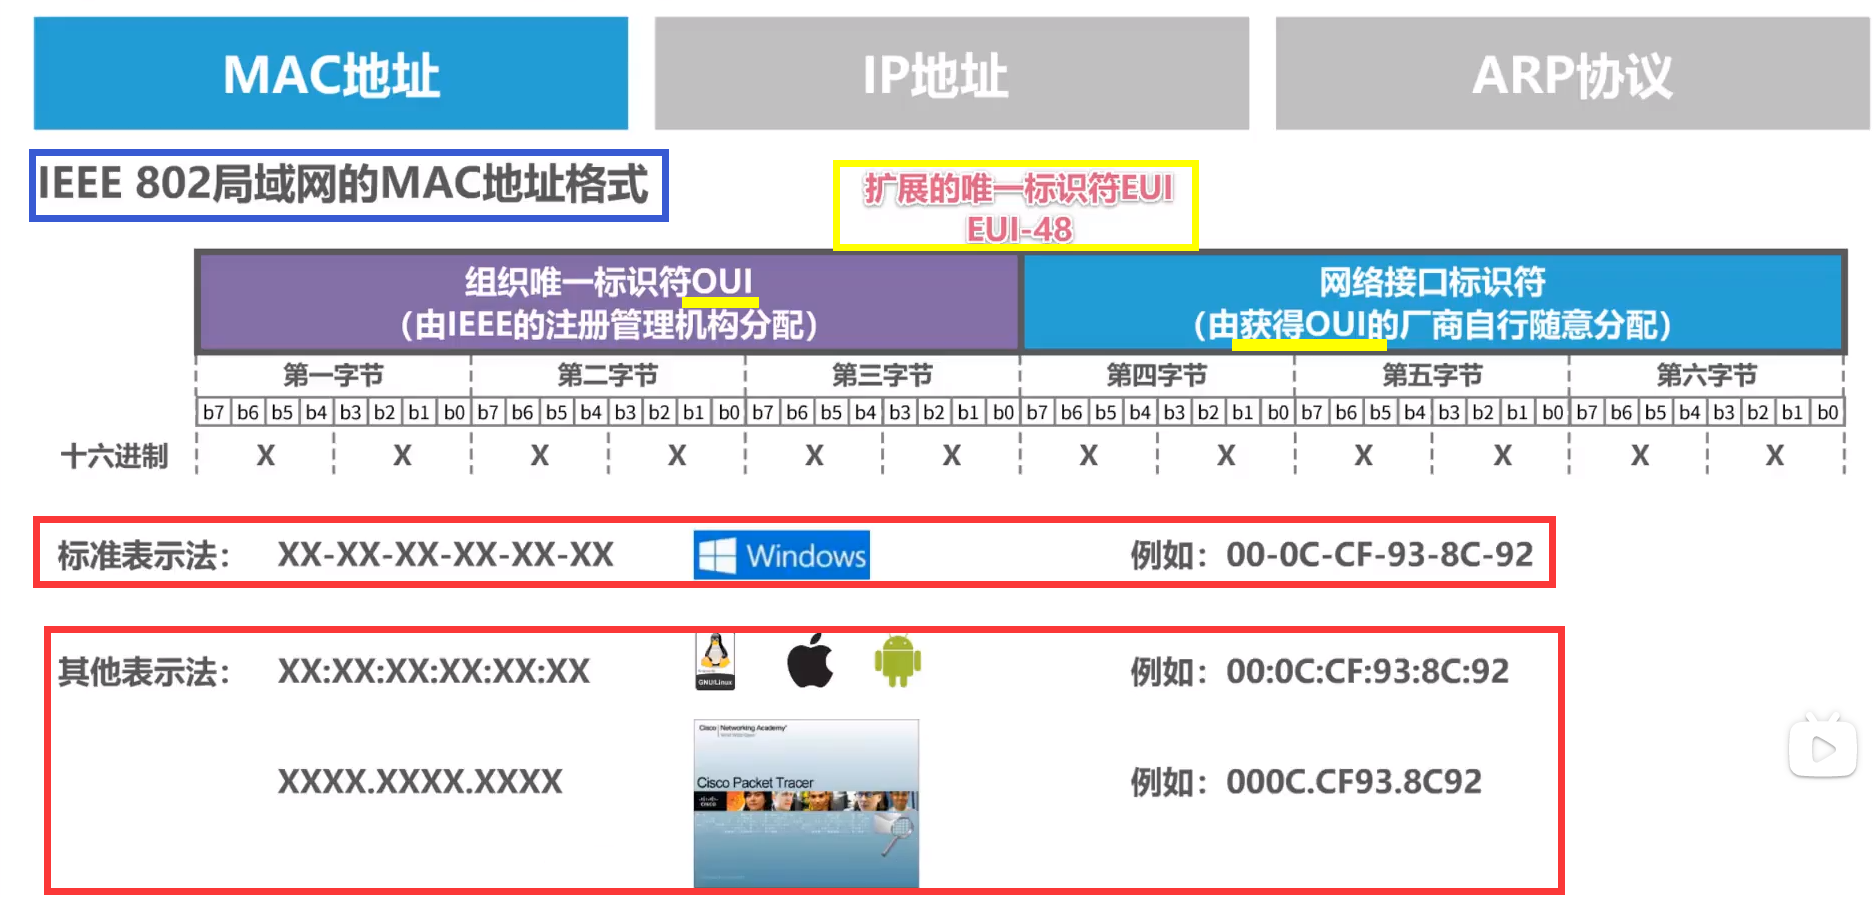 MAC地址
IP地址
ARP协议
IEEE 802局域网的MAC地址格式
扩展的唯一标识符EUI
EUI-48
组织唯一标识符OUI
（由IEEE的注册管理机构分配）
网络接口标识符
（由获得OUI的厂商自行随意分配）
第一字节 第二字节 第三字节 第四字节 第五字节 第六字节
b7 b6 b5 b4 b3 b2 b1 b0 b7 b6 b5 b4 b3 b2 b1 b0 b7 b6 b5 b4 b3 b2 b1 b0 b7 b6 b5 b4 b3 b2 b1 b0 b7 b6 b5 b4 b3 b2 b1 b0 b7 b6 b5 b4 b3 b2 b1 b0
十六进制 X X X X X X X X X X X X
标准表示法： XX-XX-XX-XX-XX-XX Windows 例如：00-0C-CF-93-8C-92
其他表示法： XX:XX:XX:XX:XX:XX 例如：00:0C:CF:93:8C:92
GNU/Linux
Cisco Networking Academy
XXXX.XXXX.XXXX 例如：000C.CF93.8C92
Cisco Packet Tracer
CISCO